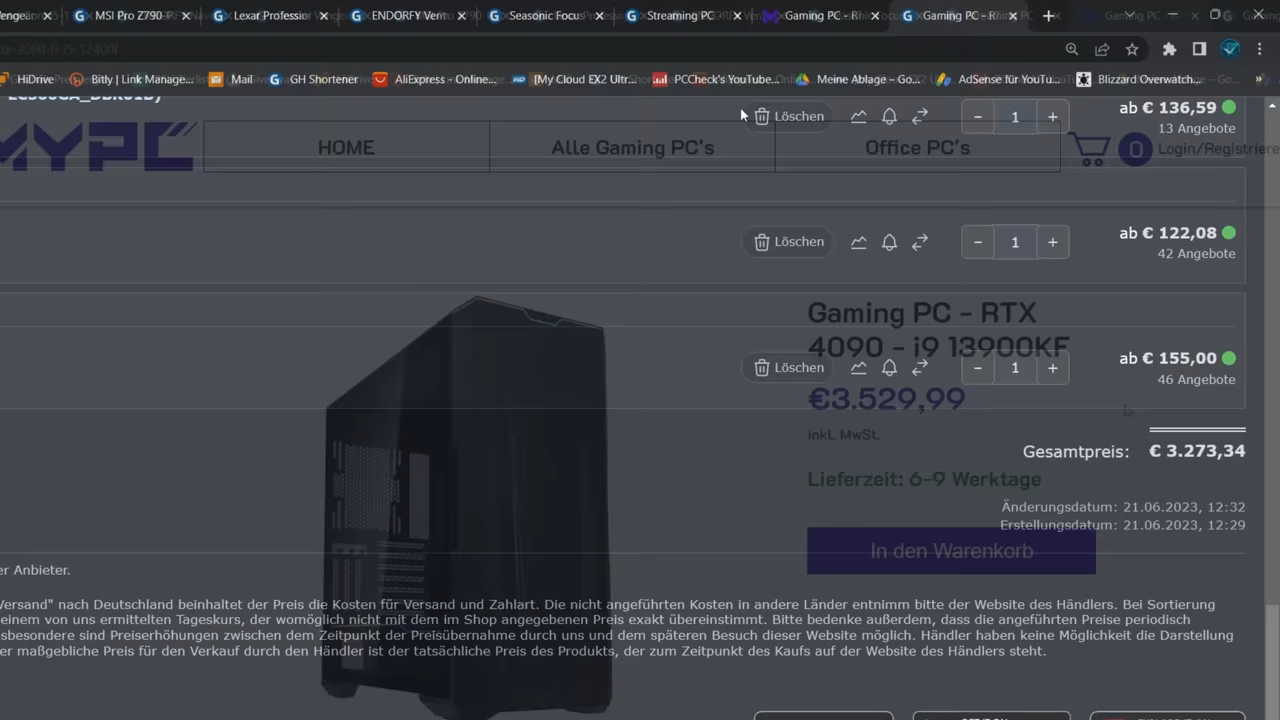 MSI Pro Z790-P
Lexar Professior
ENDORFY Vent
Seasonic Focus
Streaming PC
Gaming PC - R
Gaming PC - R
HiDrive
Bitly | Link Manage...
Mail
GH Shortener
AliExpress - Online...
(My Cloud EX2 Ultr...
PCCheck's YouTube...
Meine Ablage – Go...
AdSense für YouTu...
Blizzard Overwatch...
»
Löschen
- 1 +
ab € 136,59
13 Angebote
MYPC
HOME
Alle Gaming PC's
Office PC's
0
Login/Registriere
Löschen
- 1 +
ab € 122,08
42 Angebote
Gaming PC - RTX
4090 - i9 13900KF
Löschen
- 1 +
ab € 155,00
46 Angebote
€3.529,99
inkl. MwSt.
Gesamtpreis: € 3.273,34
Lieferzeit: 6-9 Werktage
Änderungsdatum: 21.06.2023, 12:32
Erstellungsdatum: 21.06.2023, 12:29
In den Warenkorb
er Anbieter.
Versand" nach Deutschland beinhaltet der Preis die Kosten für Versand und Zahlart. Die nicht angeführten Kosten in andere Länder entnimm bitte der Website des Händlers. Bei Sortierung
einem von uns ermittelten Tageskurs, der womöglich nicht mit dem im Shop angegebenen Preis exakt übereinstimmt. Bitte bedenke außerdem, dass die angeführten Preise periodisch
nsbesondere sind Preiserhöhungen zwischen dem Zeitpunkt der Preisübernahme durch uns und dem späteren Besuch dieser Website möglich. Händler haben keine Möglichkeit die Darstellung
er maßgebliche Preis für den Verkauf durch den Händler ist der tatsächliche Preis des Produkts, der zum Zeitpunkt des Kaufs auf der Website des Händlers steht.